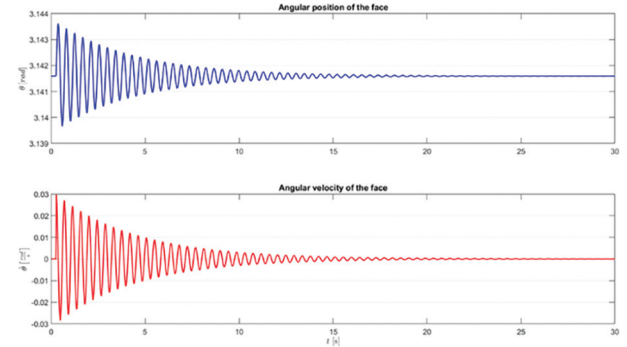 Angular position of the face
3.144
3.143
3.142
3.141
3.14
3.139
θ [rad]
0 5 10 15 20 25 30
Angular velocity of the face
0.03
0.02
0.01
0
-0.01
-0.02
-0.03
θ̇ [rad/s]
0 5 10 15 20 25 30
t [s]